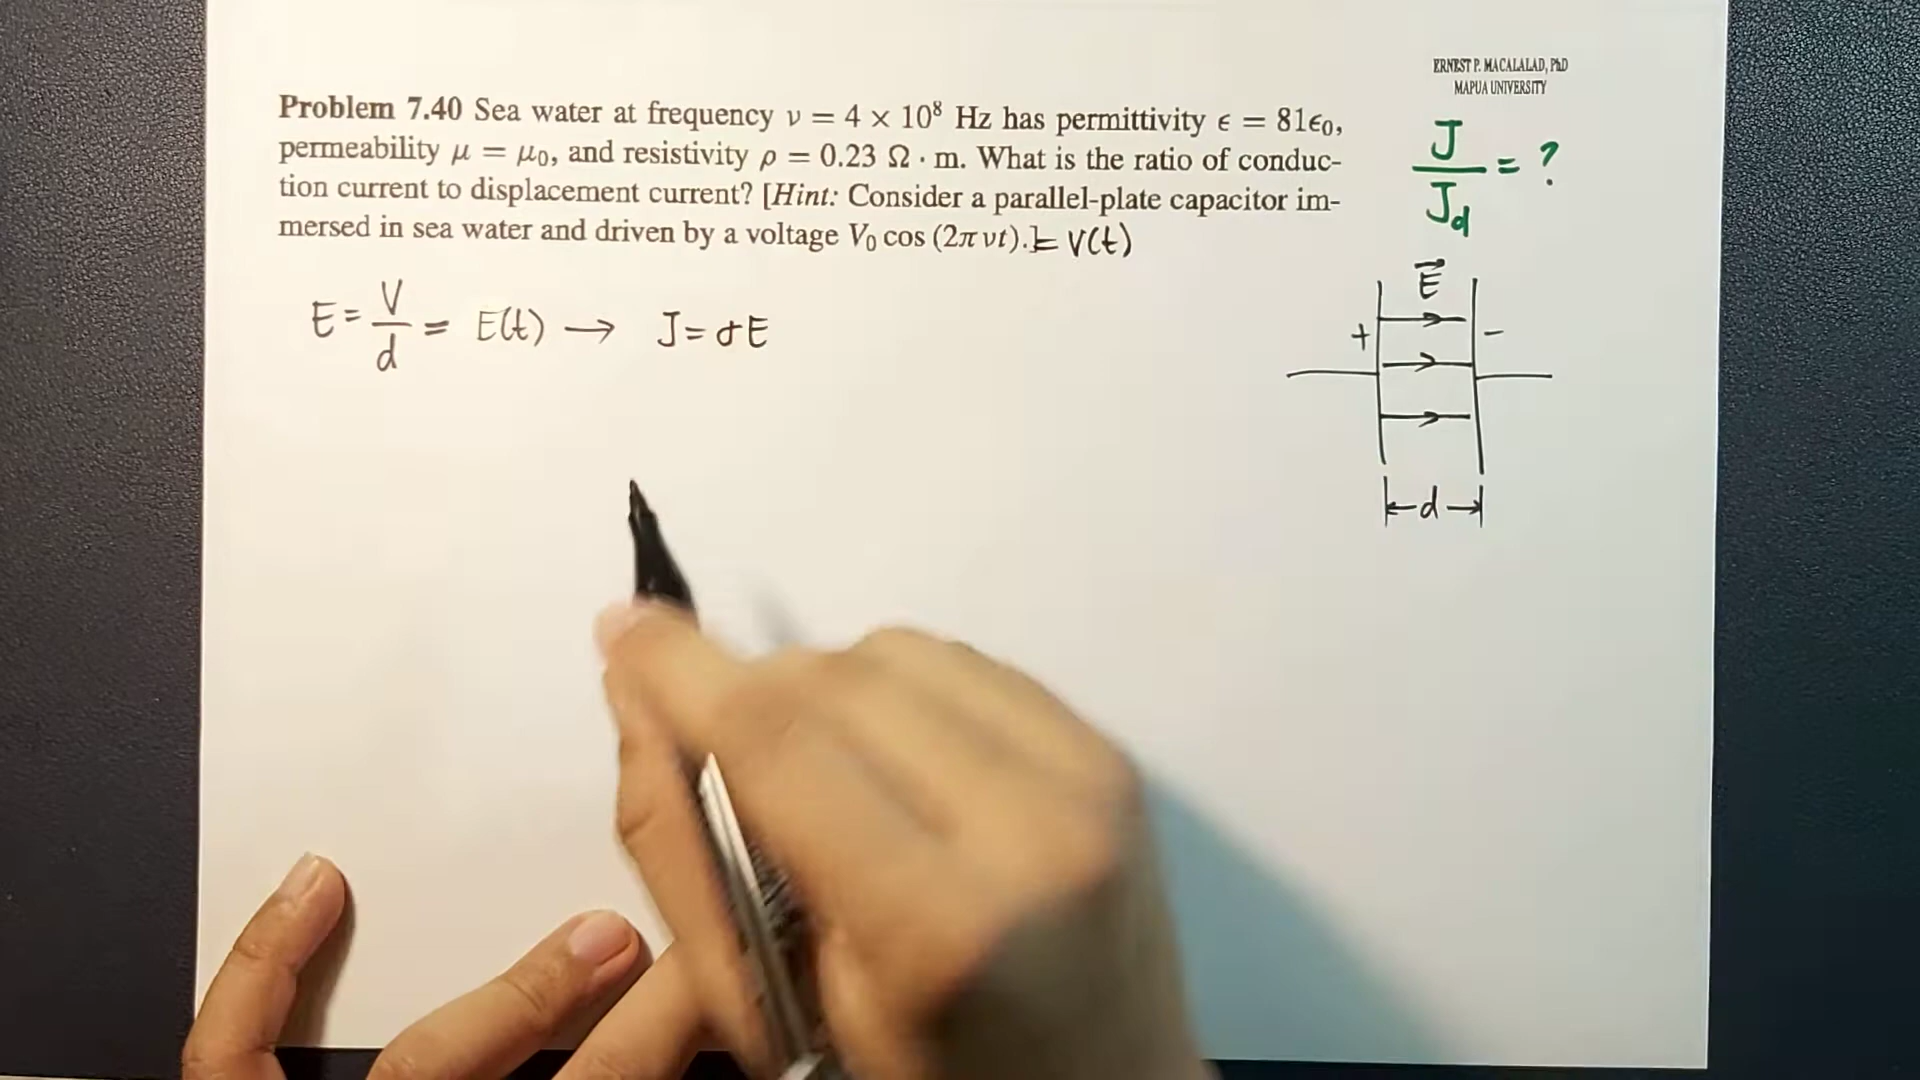 ERNEST P. MACALALAD, PhD
MAPUA UNIVERSITY
Problem 7.40 Sea water at frequency ν = 4 × 10⁸ Hz has permittivity ϵ = 81ϵ₀,
permeability μ = μ₀, and resistivity ρ = 0.23 Ω · m. What is the ratio of conduc-
tion current to displacement current? [Hint: Consider a parallel-plate capacitor im-
mersed in sea water and driven by a voltage V₀ cos (2π νt).] = V(t)
J/J_d = ?
E = V/d = E(t) → J = σE
E⃗
+ −
d